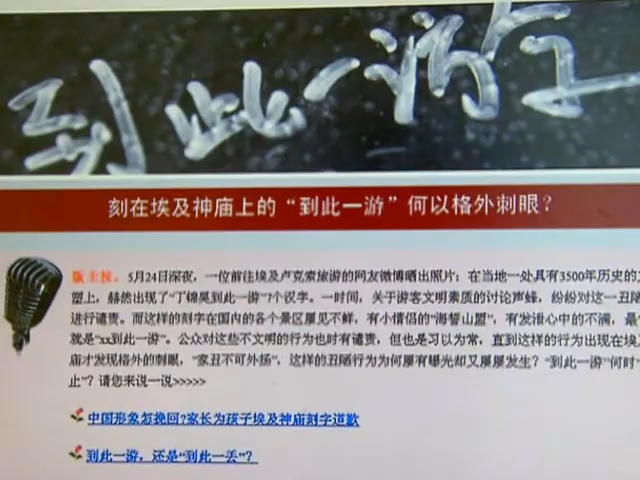 到此一游
刻在埃及神庙上的“到此一游”何以格外刺眼?
版主按:5月24日深夜,一位前往埃及卢克索旅游的网友微博晒出照片:在当地一处具有3500年历史的
盟上,赫然出现了“丁锦昊到此一游”7个汉字。一时间,关于游客文明素质的讨论声蜂,纷纷对这一丑陋
进行谴责。而这样的刻字在国内的各个景区屡见不鲜,有小情侣的“海誓山盟”,有发泄心中的不满,最
就是“xx到此一游”。公众对这些不文明的行为也时有谴责,但也是习以为常,直到这样的行为出现在埃
庙才发现格外的刺眼,“家丑不可外扬”,这样的丑陋行为为何屡有曝光却又屡屡发生?“到此一游”何时
止”?请您来说一说>>>>>
中国形象怎挽回?家长为孩子埃及神庙刻字道歉
到此一游,还是“到此一丢”?